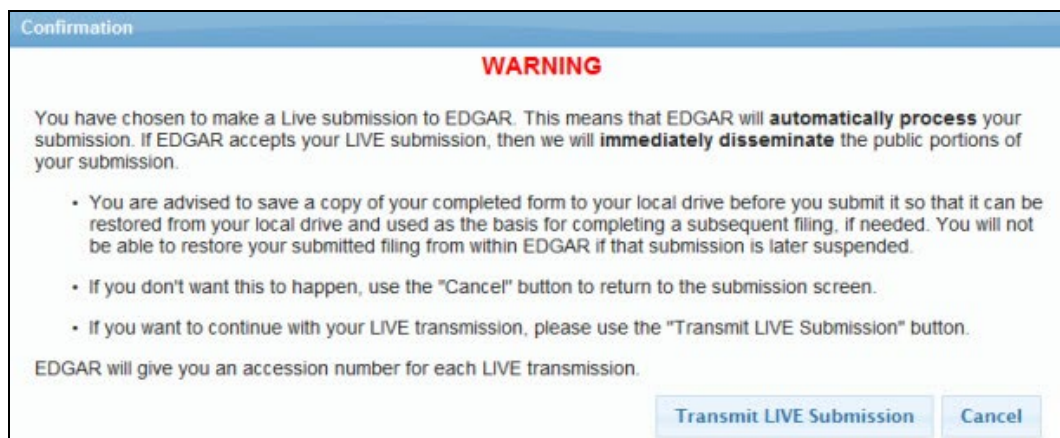 Confirmation
WARNING
You have chosen to make a Live submission to EDGAR. This means that EDGAR will automatically process your
submission. If EDGAR accepts your LIVE submission, then we will immediately disseminate the public portions of
your submission.
• You are advised to save a copy of your completed form to your local drive before you submit it so that it can be
restored from your local drive and used as the basis for completing a subsequent filing, if needed. You will not
be able to restore your submitted filing from within EDGAR if that submission is later suspended.
• If you don't want this to happen, use the "Cancel" button to return to the submission screen.
• If you want to continue with your LIVE transmission, please use the "Transmit LIVE Submission" button.
EDGAR will give you an accession number for each LIVE transmission.
Transmit LIVE Submission Cancel